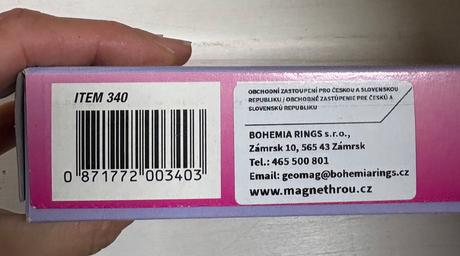 ITEM 340
0 871772 003403
OBCHODNÍ ZASTOUPENÍ PRO ČESKOU A SLOVENSKOU
REPUBLIKU / OBCHODNÉ ZASTÚPENIE PRE ČESKÚ A
SLOVENSKÚ REPUBLIKU
BOHEMIA RINGS s.r.o.,
Zámrsk 10, 565 43 Zámrsk
Tel.: 465 500 801
Email: geomag@bohemiarings.cz
www.magnethrou.cz